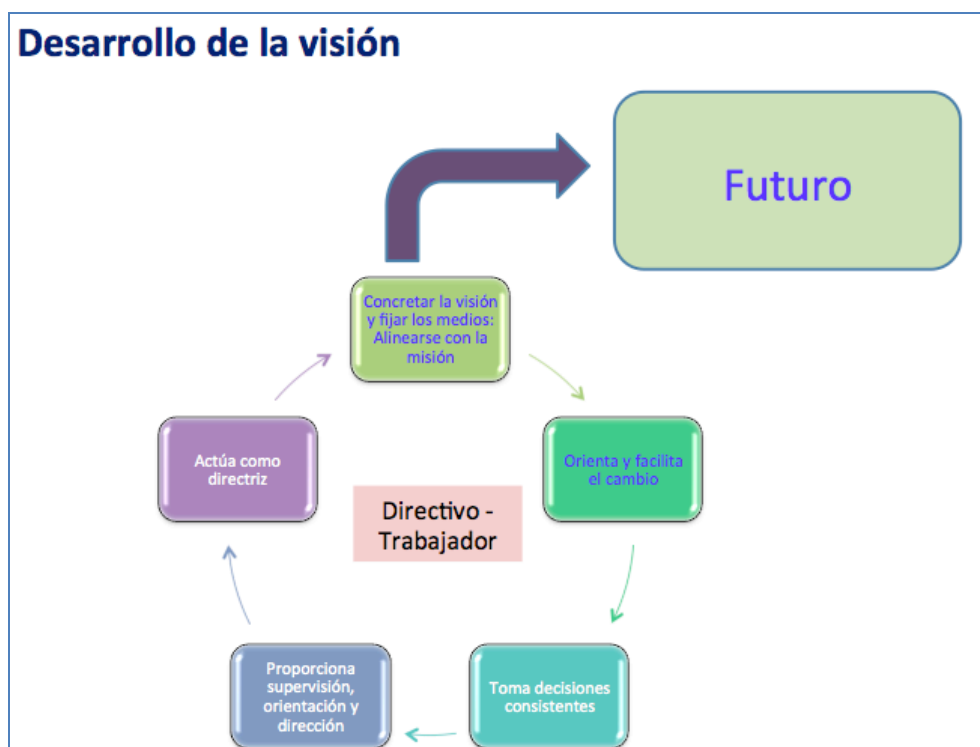 Desarrollo de la visión
Futuro
Concretar la visión
y fijar los medios:
Alinearse con la
misión
Orienta y facilita
el cambio
Toma decisiones
consistentes
Proporciona
supervisión,
orientación y
dirección
Actúa como
directriz
Directivo -
Trabajador